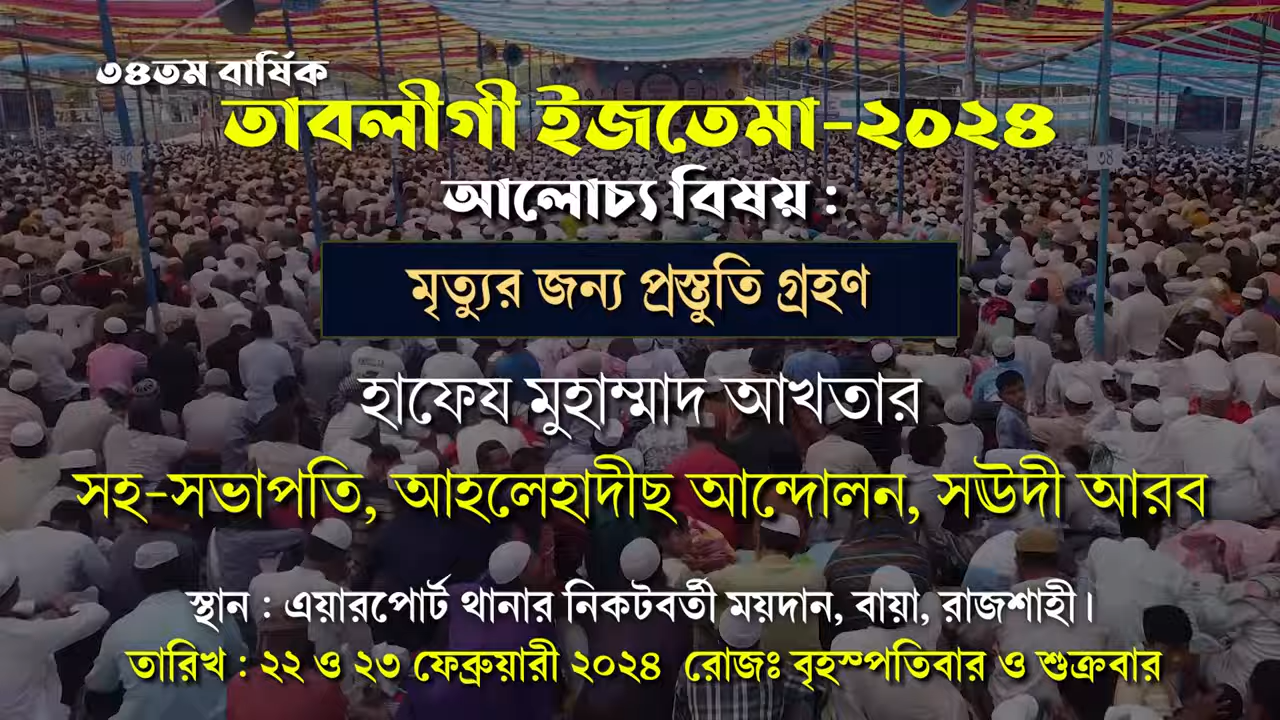 ৩৪তম বার্ষিক
তাবলীগী ইজতেমা-২০২৪
আলোচ্য বিষয় :
মৃত্যুর জন্য প্রস্তুতি গ্রহণ
হাফেয মুহাম্মাদ আখতার
সহ-সভাপতি, আহলেহাদীছ আন্দোলন, সঊদী আরব
স্থান : এয়ারপোর্ট থানার নিকটবর্তী ময়দান, বায়া, রাজশাহী।
তারিখ : ২২ ও ২৩ ফেব্রুয়ারী ২০২৪ রোজঃ বৃহস্পতিবার ও শুক্রবার
৩৪